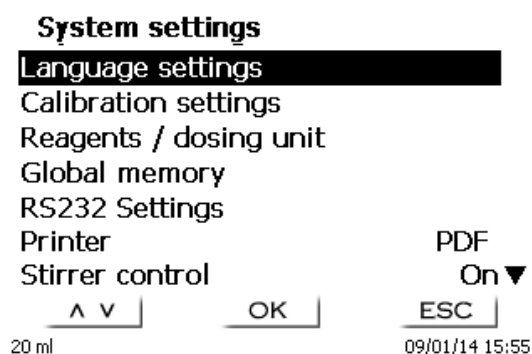 System settings
Language settings
Calibration settings
Reagents / dosing unit
Global memory
RS232 Settings
Printer PDF
Stirrer control On ▼
∧ ∨ OK ESC
20 ml 09/01/14 15:55